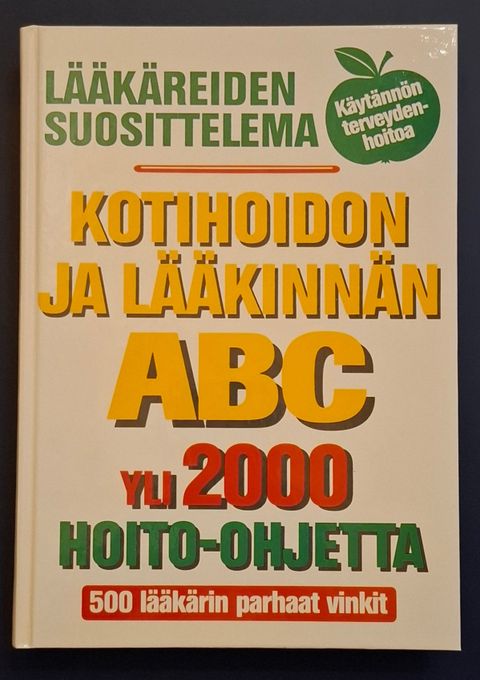 LÄÄKÄREIDEN
SUOSITTELEMA
Käytännön
terveyden-
hoitoa
KOTIHOIDON
JA LÄÄKINNÄN
ABC
YLI 2000
HOITO-OHJETTA
500 lääkärin parhaat vinkit